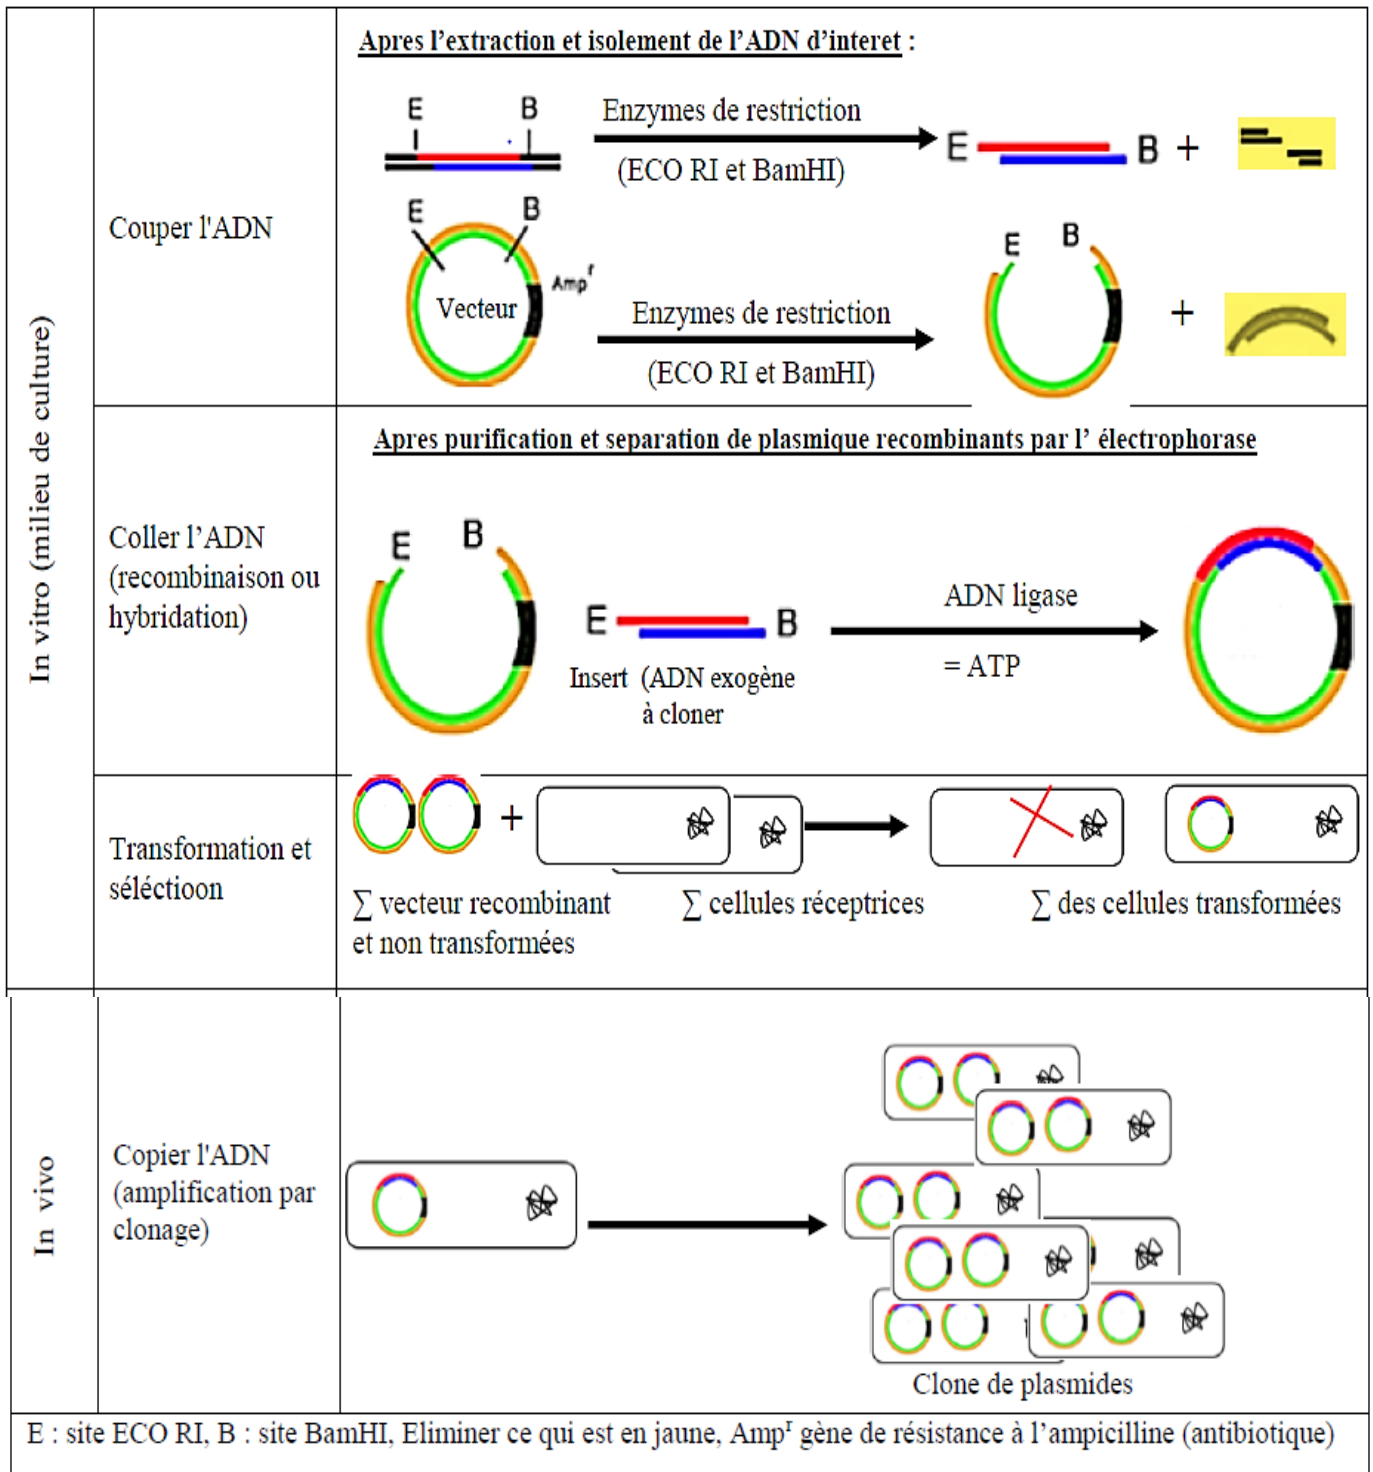 In vitro (milieu de culture)
Couper l'ADN
Apres l'extraction et isolement de l'ADN d'interet :
E
B
Enzymes de restriction
(ECO RI et BamHI)
E
B
+
E
B
Vecteur
Amp^r
Enzymes de restriction
(ECO RI et BamHI)
E
B
+
Coller l'ADN
(recombinaison ou
hybridation)
Apres purification et separation de plasmique recombinants par l' électrophorase
E
B
E
B
Insert (ADN exogène
à cloner
ADN ligase
= ATP
Transformation et
séléctioon
+
∑ vecteur recombinant
et non transformées
∑ cellules réceptrices
∑ des cellules transformées
In vivo
Copier l'ADN
(amplification par
clonage)
Clone de plasmides
E : site ECO RI, B : site BamHI, Eliminer ce qui est en jaune, Amp^r gène de résistance à l'ampicilline (antibiotique)